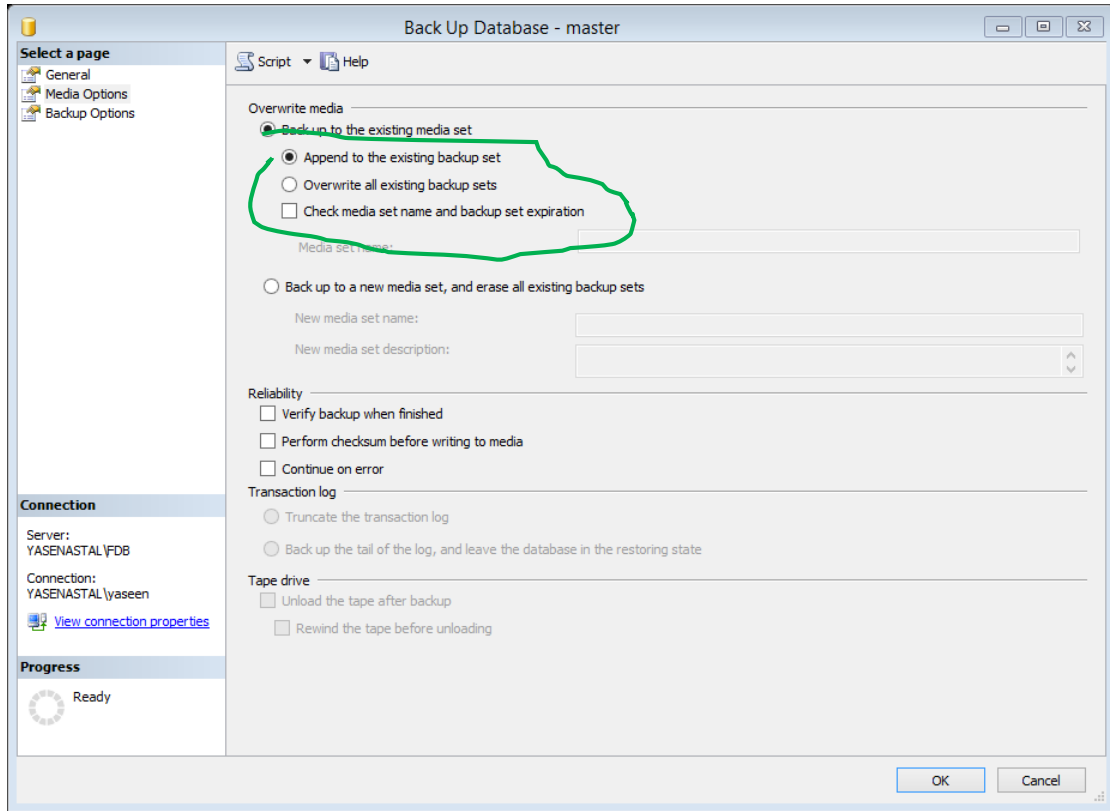 Back Up Database - master
Select a page
General
Media Options
Backup Options
Script Help
Overwrite media
Back up to the existing media set
Append to the existing backup set
Overwrite all existing backup sets
Check media set name and backup set expiration
Media set name:
Back up to a new media set, and erase all existing backup sets
New media set name:
New media set description:
Reliability
Verify backup when finished
Perform checksum before writing to media
Continue on error
Transaction log
Truncate the transaction log
Back up the tail of the log, and leave the database in the restoring state
Tape drive
Unload the tape after backup
Rewind the tape before unloading
Connection
Server:
YASENASTAL\FDB
Connection:
YASENASTAL\yaseen
View connection properties
Progress
Ready
OK Cancel